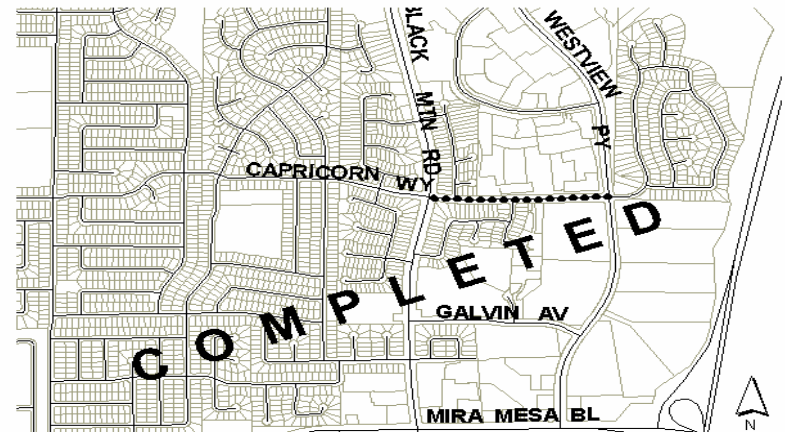 BLACK MTN RD
WESTVIEW PY
CAPRICORN WY
COMPLETED
GALVIN AV
MIRA MESA BL
N